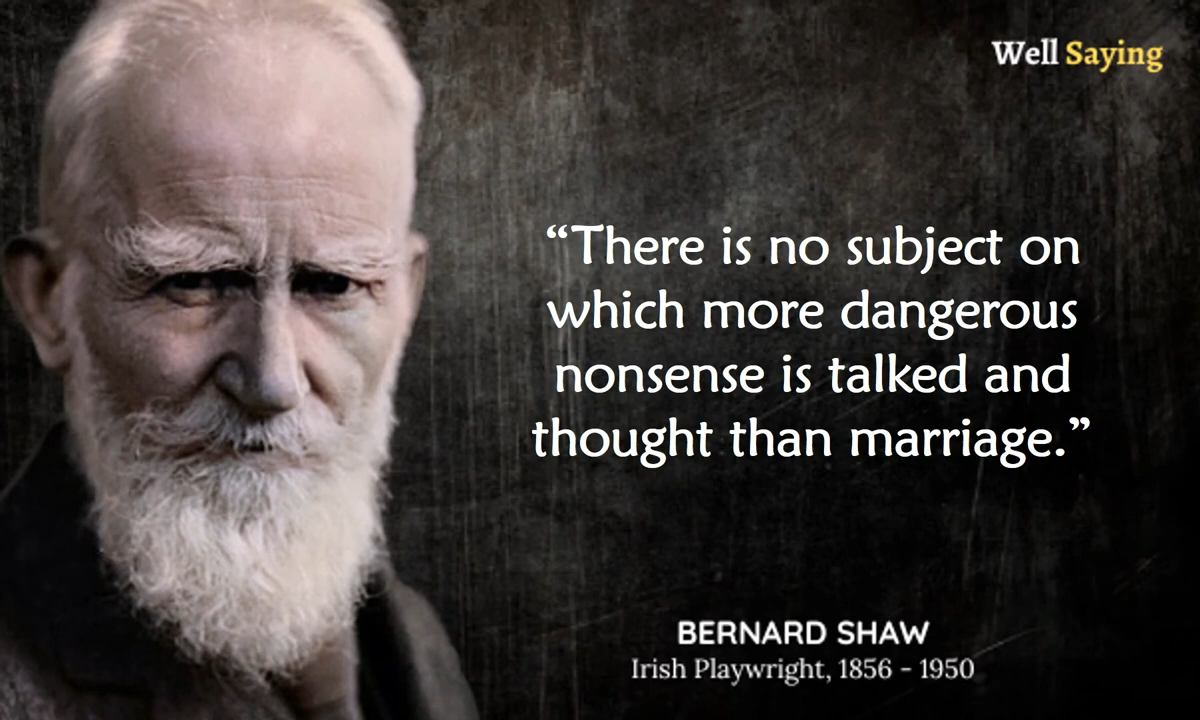 Well Saying
“There is no subject on
which more dangerous
nonsense is talked and
thought than marriage.”
BERNARD SHAW
Irish Playwright, 1856 - 1950